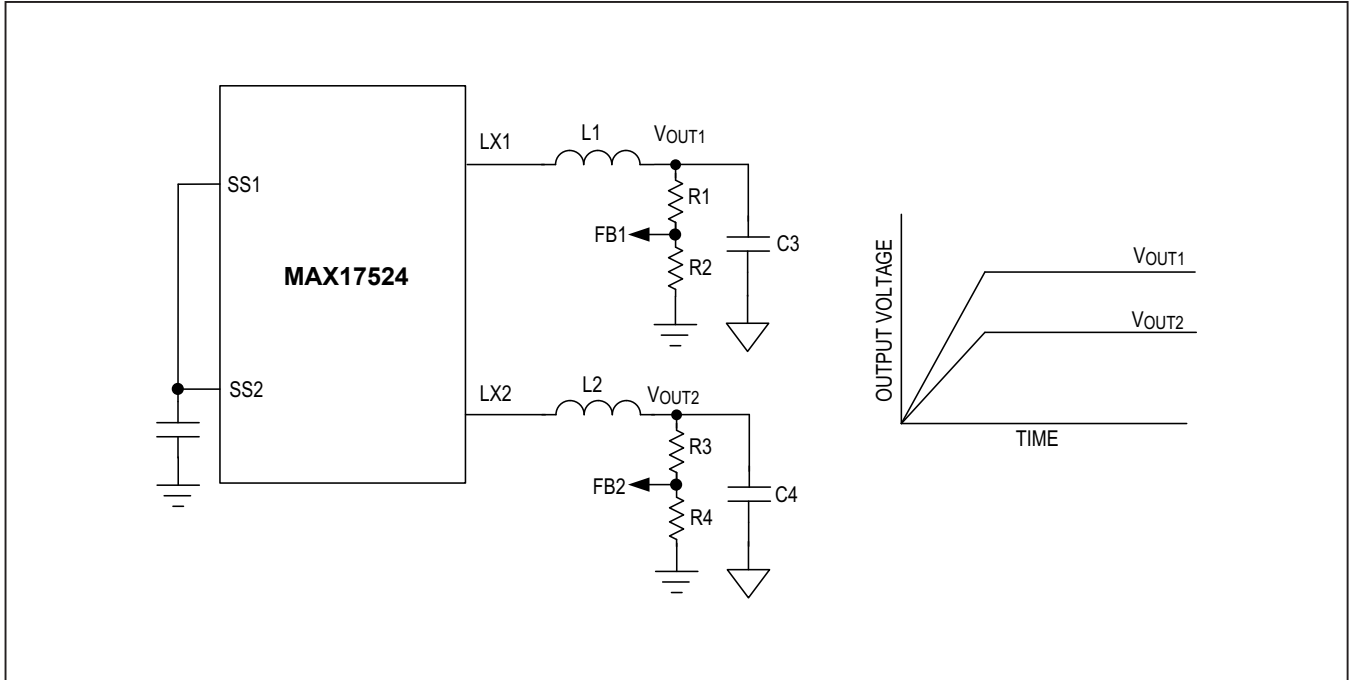 LX1
L1
VOUT1
SS1
R1
FB1
C3
R2
MAX17524
SS2
LX2
L2
VOUT2
R3
FB2
C4
R4
OUTPUT VOLTAGE
VOUT1
VOUT2
TIME